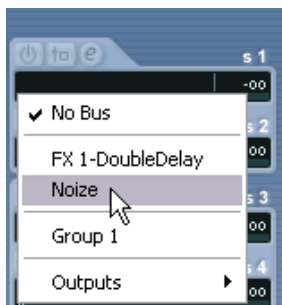 s 1
-oo
✓ No Bus
s 2
oo
FX 1-DoubleDelay
Noize
s 3
oo
Group 1
s 4
Outputs
oo